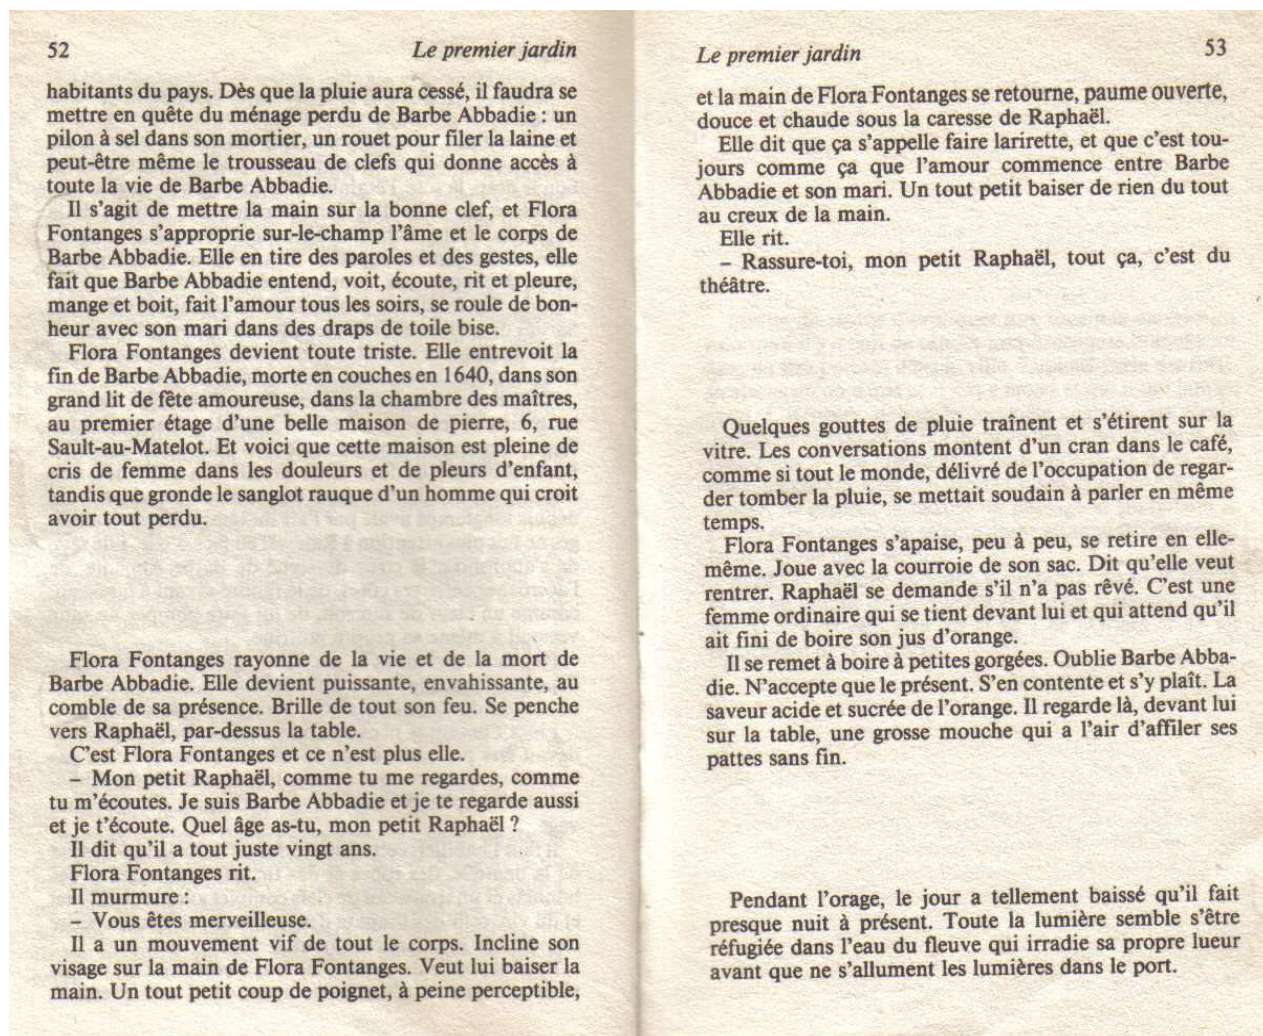 52
Le premier jardin
habitants du pays. Dès que la pluie aura cessé, il faudra se
mettre en quête du ménage perdu de Barbe Abbadie : un
pilon à sel dans son mortier, un rouet pour filer la laine et
peut-être même le trousseau de clefs qui donne accès à
toute la vie de Barbe Abbadie.
Il s'agit de mettre la main sur la bonne clef, et Flora
Fontanges s'approprie sur-le-champ l'âme et le corps de
Barbe Abbadie. Elle en tire des paroles et des gestes, elle
fait que Barbe Abbadie entend, voit, écoute, rit et pleure,
mange et boit, fait l'amour tous les soirs, se roule de bon-
heur avec son mari dans des draps de toile bise.
Flora Fontanges devient toute triste. Elle entrevoit la
fin de Barbe Abbadie, morte en couches en 1640, dans son
grand lit de fête amoureuse, dans la chambre des maîtres,
au premier étage d'une belle maison de pierre, 6, rue
Sault-au-Matelot. Et voici que cette maison est pleine de
cris de femme dans les douleurs et de pleurs d'enfant,
tandis que gronde le sanglot rauque d'un homme qui croit
avoir tout perdu.
Flora Fontanges rayonne de la vie et de la mort de
Barbe Abbadie. Elle devient puissante, envahissante, au
comble de sa présence. Brille de tout son feu. Se penche
vers Raphaël, par-dessus la table.
C'est Flora Fontanges et ce n'est plus elle.
– Mon petit Raphaël, comme tu me regardes, comme
tu m'écoutes. Je suis Barbe Abbadie et je te regarde aussi
et je t'écoute. Quel âge as-tu, mon petit Raphaël ?
Il dit qu'il a tout juste vingt ans.
Flora Fontanges rit.
Il murmure :
– Vous êtes merveilleuse.
Il a un mouvement vif de tout le corps. Incline son
visage sur la main de Flora Fontanges. Veut lui baiser la
main. Un tout petit coup de poignet, à peine perceptible,
Le premier jardin
53
et la main de Flora Fontanges se retourne, paume ouverte,
douce et chaude sous la caresse de Raphaël.
Elle dit que ça s'appelle faire larirette, et que c'est tou-
jours comme ça que l'amour commence entre Barbe
Abbadie et son mari. Un tout petit baiser de rien du tout
au creux de la main.
Elle rit.
– Rassure-toi, mon petit Raphaël, tout ça, c'est du
théâtre.
Quelques gouttes de pluie traînent et s'étirent sur la
vitre. Les conversations montent d'un cran dans le café,
comme si tout le monde, délivré de l'occupation de regar-
der tomber la pluie, se mettait soudain à parler en même
temps.
Flora Fontanges s'apaise, peu à peu, se retire en elle-
même. Joue avec la courroie de son sac. Dit qu'elle veut
rentrer. Raphaël se demande s'il n'a pas rêvé. C'est une
femme ordinaire qui se tient devant lui et qui attend qu'il
ait fini de boire son jus d'orange.
Il se remet à boire à petites gorgées. Oublie Barbe Abba-
die. N'accepte que le présent. S'en contente et s'y plaît. La
saveur acide et sucrée de l'orange. Il regarde là, devant lui
sur la table, une grosse mouche qui a l'air d'affiler ses
pattes sans fin.
Pendant l'orage, le jour a tellement baissé qu'il fait
presque nuit à présent. Toute la lumière semble s'être
réfugiée dans l'eau du fleuve qui irradie sa propre lueur
avant que ne s'allument les lumières dans le port.